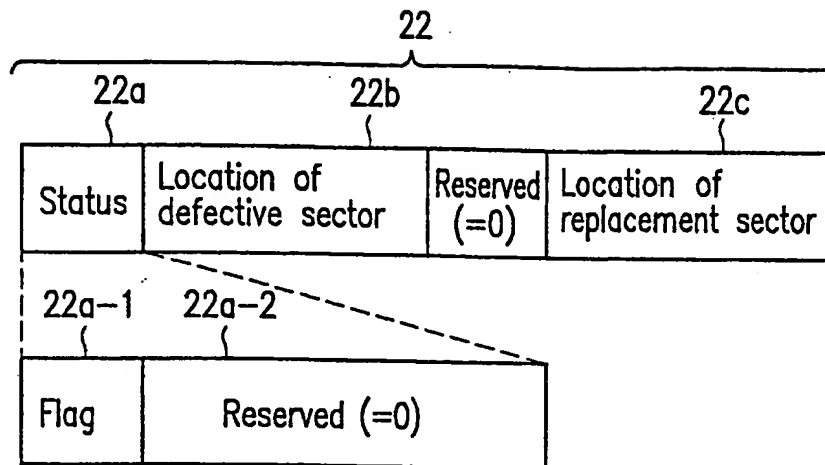 22
22a 22b 22c
Status Location of defective sector Reserved (=0) Location of replacement sector
22a-1 22a-2
Flag Reserved (=0)